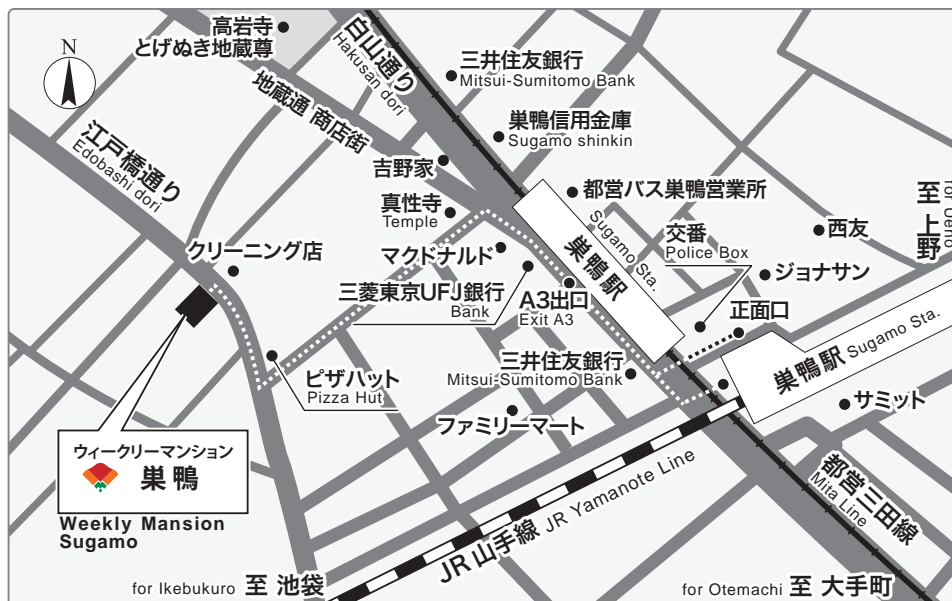 高岩寺
とげぬき地蔵尊
白山通り
Hakusan dori
三井住友銀行
Mitsui-Sumitomo Bank
N
地蔵通 商店街
巣鴨信用金庫
Sugamo shinkin
江戸橋通り
Edobashi dori
吉野家
都営バス巣鴨営業所
for Ueno
至 上野
真性寺
Temple
巣鴨駅
Sugamo Sta.
交番
Police Box
西友
クリーニング店
マクドナルド
ジョナサン
三菱東京UFJ銀行
Bank
A3出口
Exit A3
正面口
三井住友銀行
Mitsui-Sumitomo Bank
巣鴨駅 Sugamo Sta.
ピザハット
Pizza Hut
サミット
ファミリーマート
ウィークリーマンション
巣鴨
Weekly Mansion
Sugamo
都営三田線
Mita Line
JR山手線 JR Yamanote Line
for Ikebukuro 至 池袋
for Otemachi 至 大手町